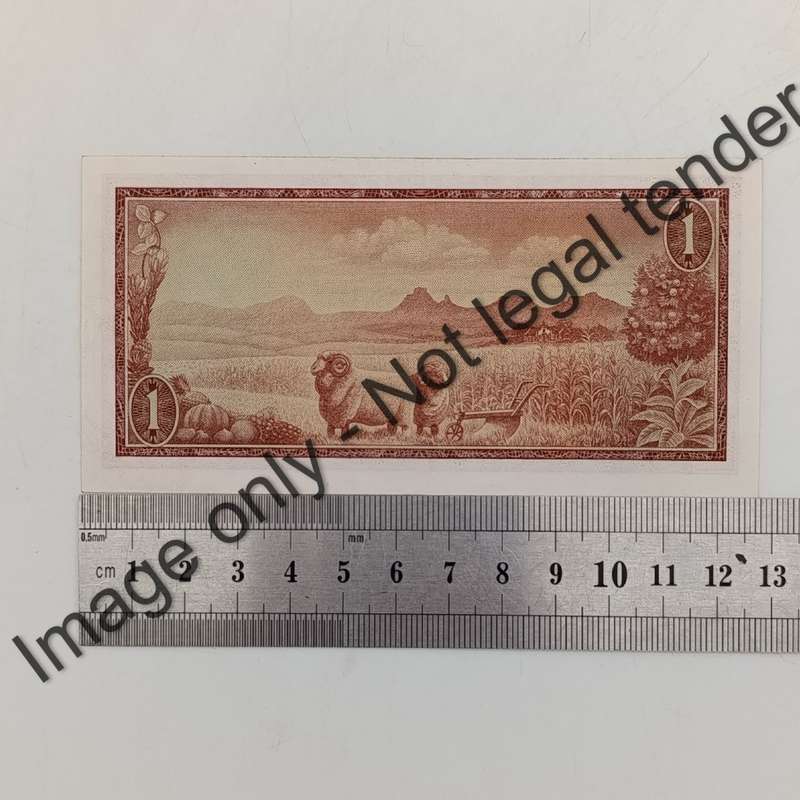 Image only - Not legal tender
1
1
0.5mm
mm
cm 1 2 3 4 5 6 7 8 9 10 11 12 13